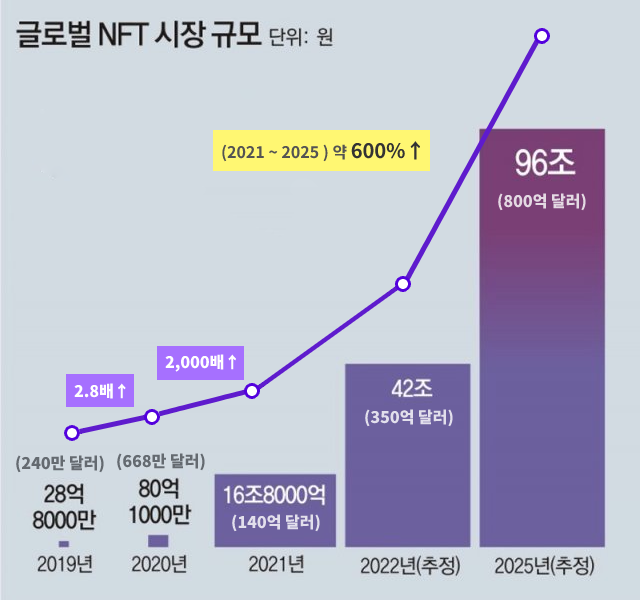 글로벌 NFT 시장 규모 단위: 원
(2021 ~ 2025 ) 약 600%↑
96조
(800억 달러)
2,000배↑
2.8배↑
42조
(350억 달러)
(240만 달러)
(668만 달러)
28억
8000만
80억
1000만
16조8000억
(140억 달러)
2019년
2020년
2021년
2022년(추정)
2025년(추정)